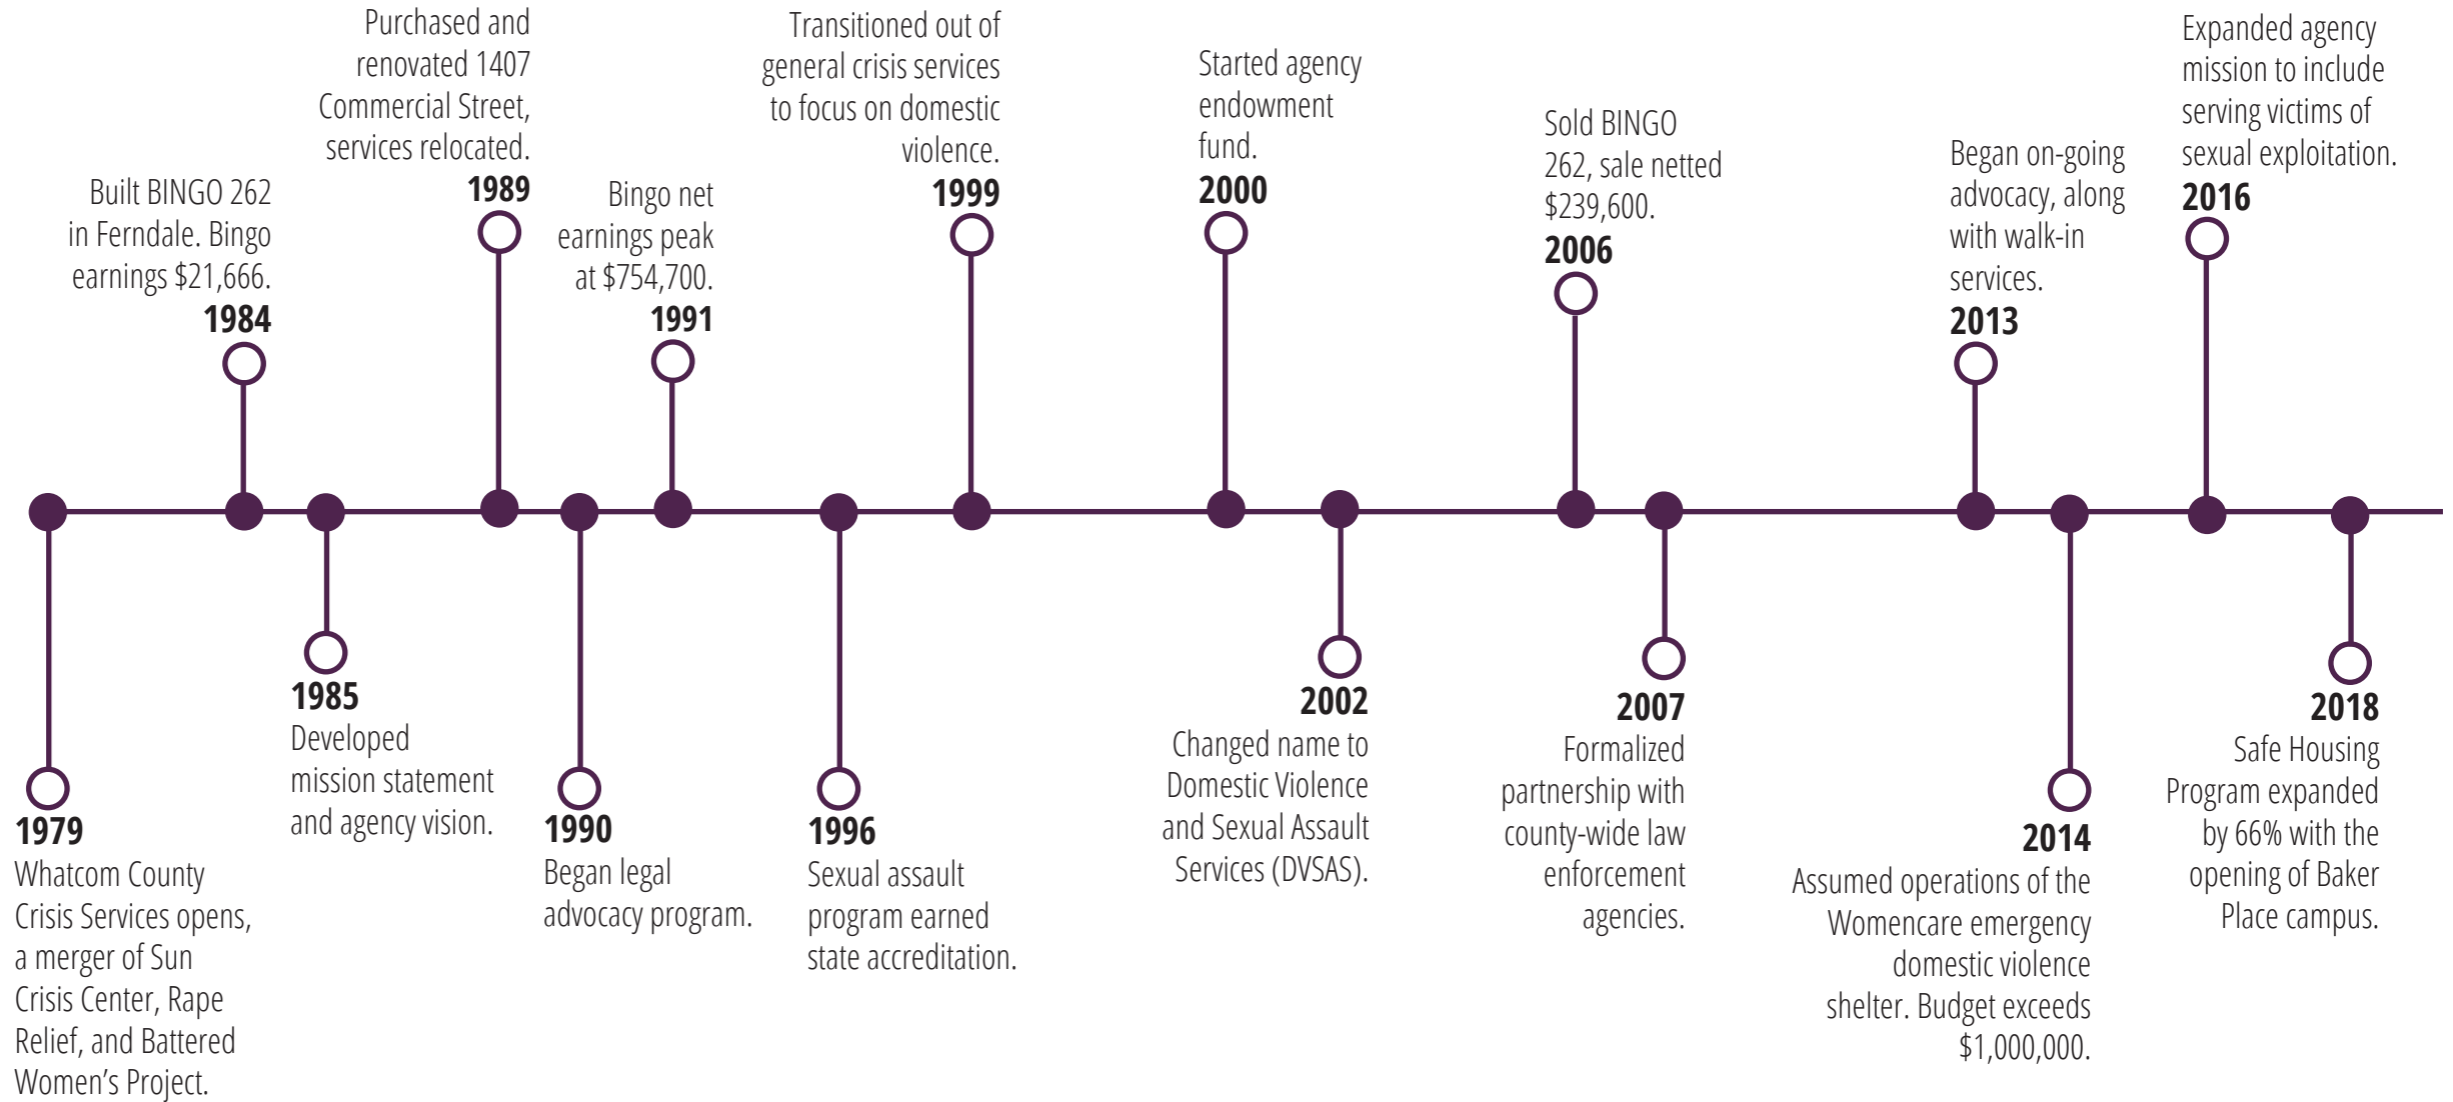 Built BINGO 262
in Ferndale. Bingo
earnings $21,666.
1984
Purchased and
renovated 1407
Commercial Street,
services relocated.
1989
Bingo net
earnings peak
at $754,700.
1991
Transitioned out of
general crisis services
to focus on domestic
violence.
1999
Started agency
endowment
fund.
2000
Sold BINGO
262, sale netted
$239,600.
2006
Began on-going
advocacy, along
with walk-in
services.
2013
Expanded agency
mission to include
serving victims of
sexual exploitation.
2016
1979
Whatcom County
Crisis Services opens,
a merger of Sun
Crisis Center, Rape
Relief, and Battered
Women’s Project.
1985
Developed
mission statement
and agency vision.
1990
Began legal
advocacy program.
1996
Sexual assault
program earned
state accreditation.
2002
Changed name to
Domestic Violence
and Sexual Assault
Services (DVSAS).
2007
Formalized
partnership with
county-wide law
enforcement
agencies.
2014
Assumed operations of the
Womencare emergency
domestic violence
shelter. Budget exceeds
$1,000,000.
2018
Safe Housing
Program expanded
by 66% with the
opening of Baker
Place campus.